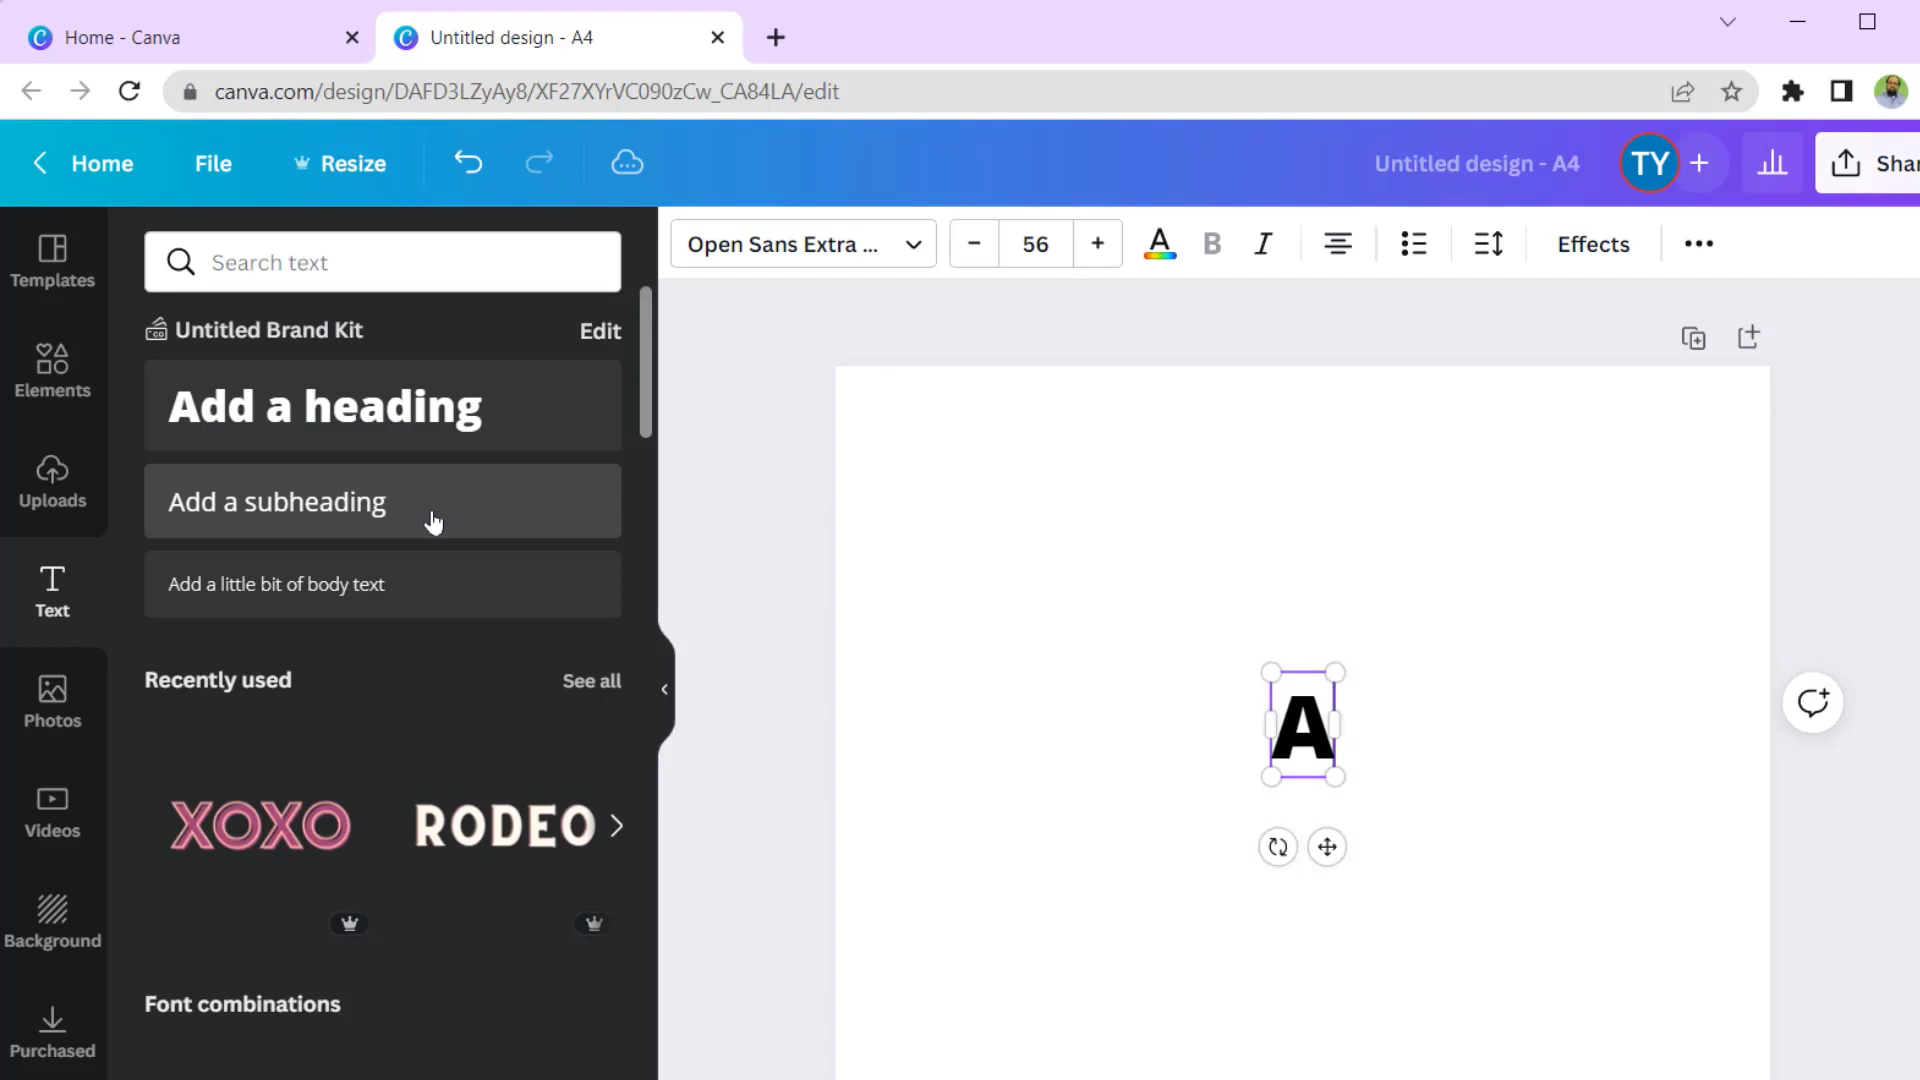 Home - Canva
Untitled design - A4
canva.com/design/DAFD3LZyAy8/XF27XYrVC090zCw_CA84LA/edit
Home
File
Resize
Untitled design - A4
TY
Shar
Templates
Elements
Uploads
Text
Photos
Videos
Background
Purchased
Search text
Untitled Brand Kit
Edit
Add a heading
Add a subheading
Add a little bit of body text
Recently used
See all
XOXO
RODEO
Font combinations
Open Sans Extra ...
- 56 +
A B I
Effects
A